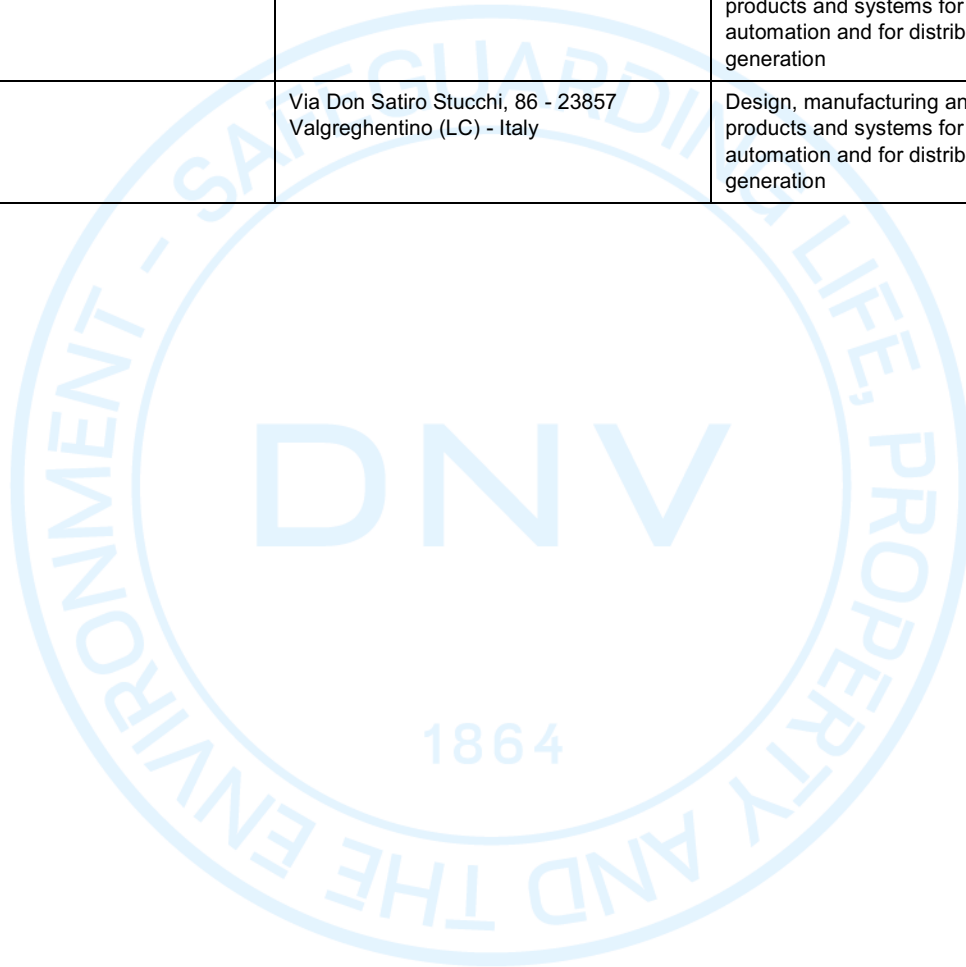 products and systems for
automation and for distrib
generation
Via Don Satiro Stucchi, 86 - 23857
Valgreghentino (LC) - Italy
Design, manufacturing an
products and systems for
automation and for distrib
generation
SAFEGUARDING LIFE, PROPERTY AND THE ENVIRONMENT -
DNV
1864